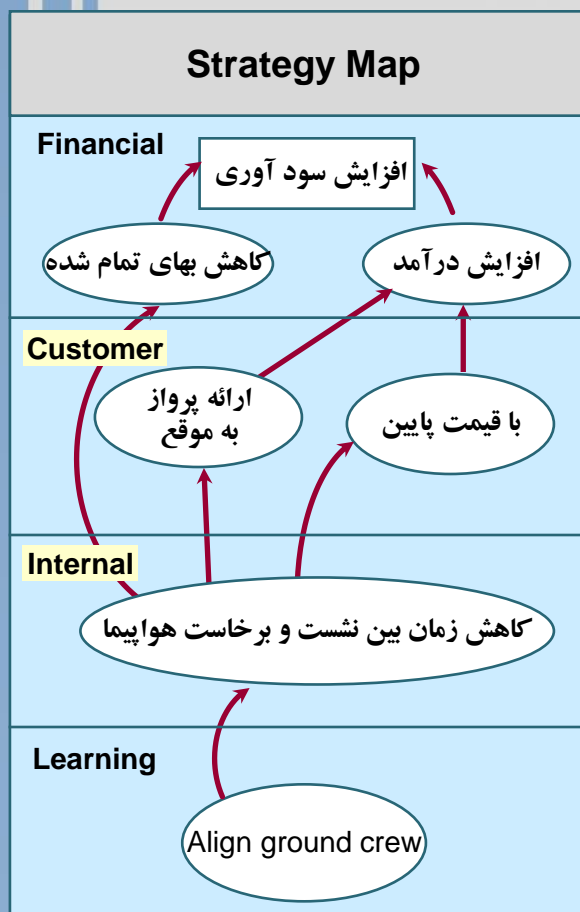 Strategy Map
Financial
افزایش سود آوری
کاهش بهای تمام شده
افزایش درآمد
Customer
ارائه پرواز
به موقع
با قیمت پایین
Internal
کاهش زمان بین نشست و برخاست هواپیما
Learning
Align ground crew